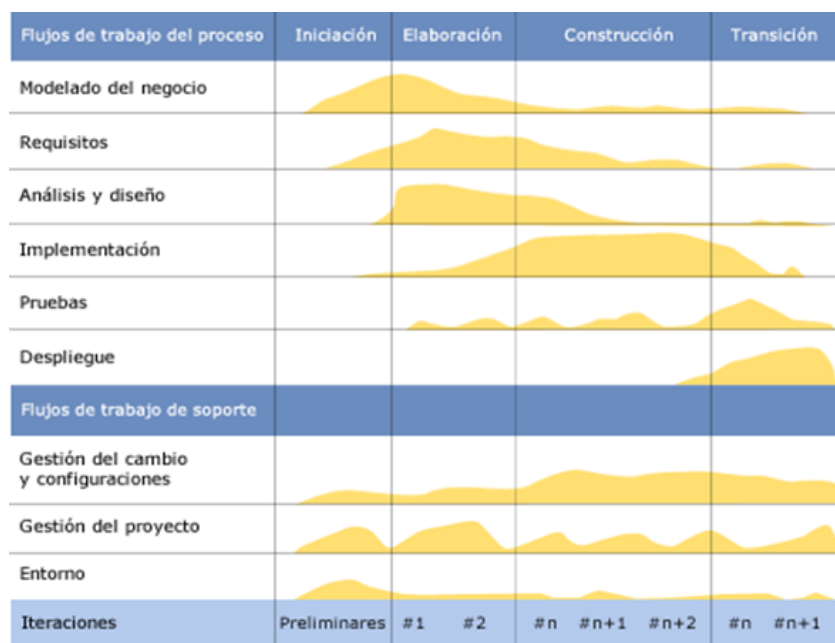 Flujos de trabajo del proceso Iniciación Elaboración Construcción Transición
Modelado del negocio
Requisitos
Análisis y diseño
Implementación
Pruebas
Despliegue
Flujos de trabajo de soporte
Gestión del cambio
y configuraciones
Gestión del proyecto
Entorno
Iteraciones Preliminares #1 #2 #n #n+1 #n+2 #n #n+1